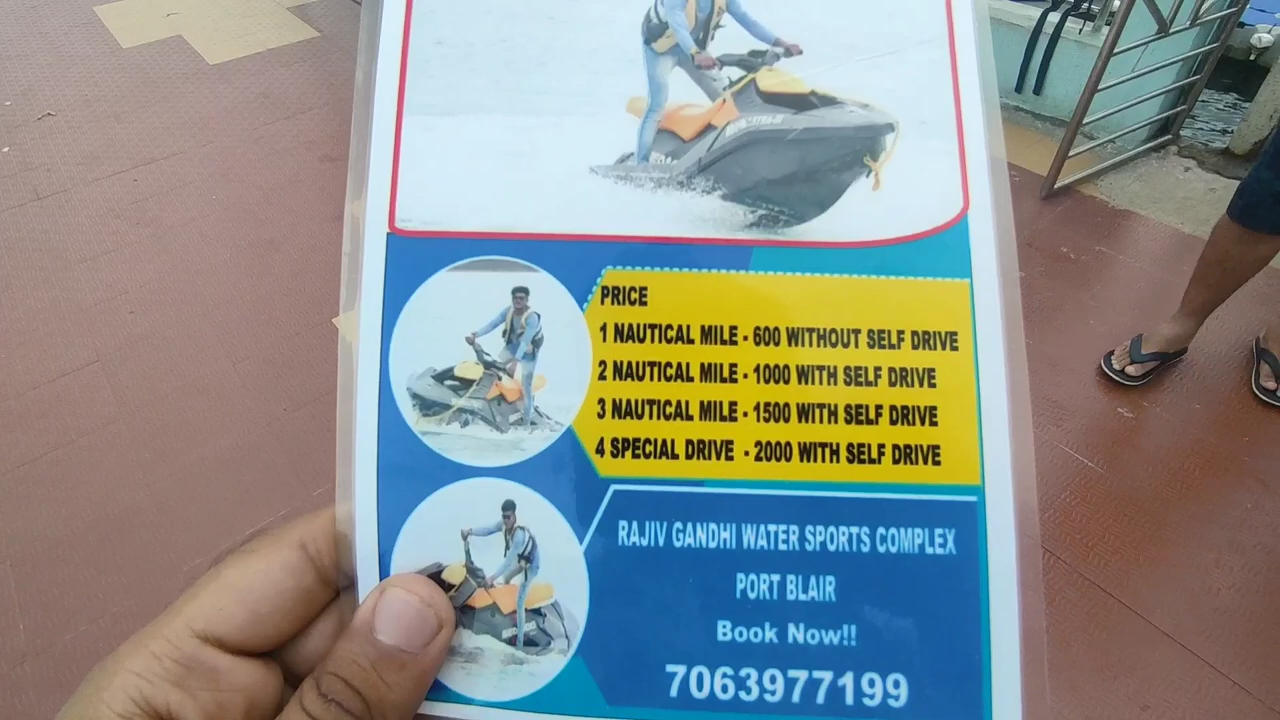 PRICE
1 NAUTICAL MILE - 600 WITHOUT SELF DRIVE
2 NAUTICAL MILE - 1000 WITH SELF DRIVE
3 NAUTICAL MILE - 1500 WITH SELF DRIVE
4 SPECIAL DRIVE - 2000 WITH SELF DRIVE
RAJIV GANDHI WATER SPORTS COMPLEX
PORT BLAIR
Book Now!!
7063977199